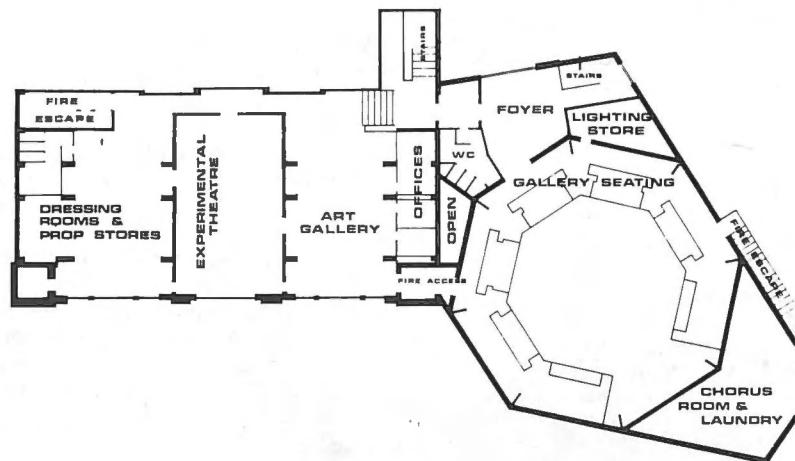 FIRE
ESCAPE
DRESSING
ROOMS &
PROP STORES
EXPERIMENTAL
THEATRE
ART
GALLERY
OFFICES
STAIRS
OPEN
WC
FOYER
STAIRS
LIGHTING
STORE
GALLERY SEATING
FIRE ACCESS
FIRE ESCAPE
CHORUS
ROOM &
LAUNDRY